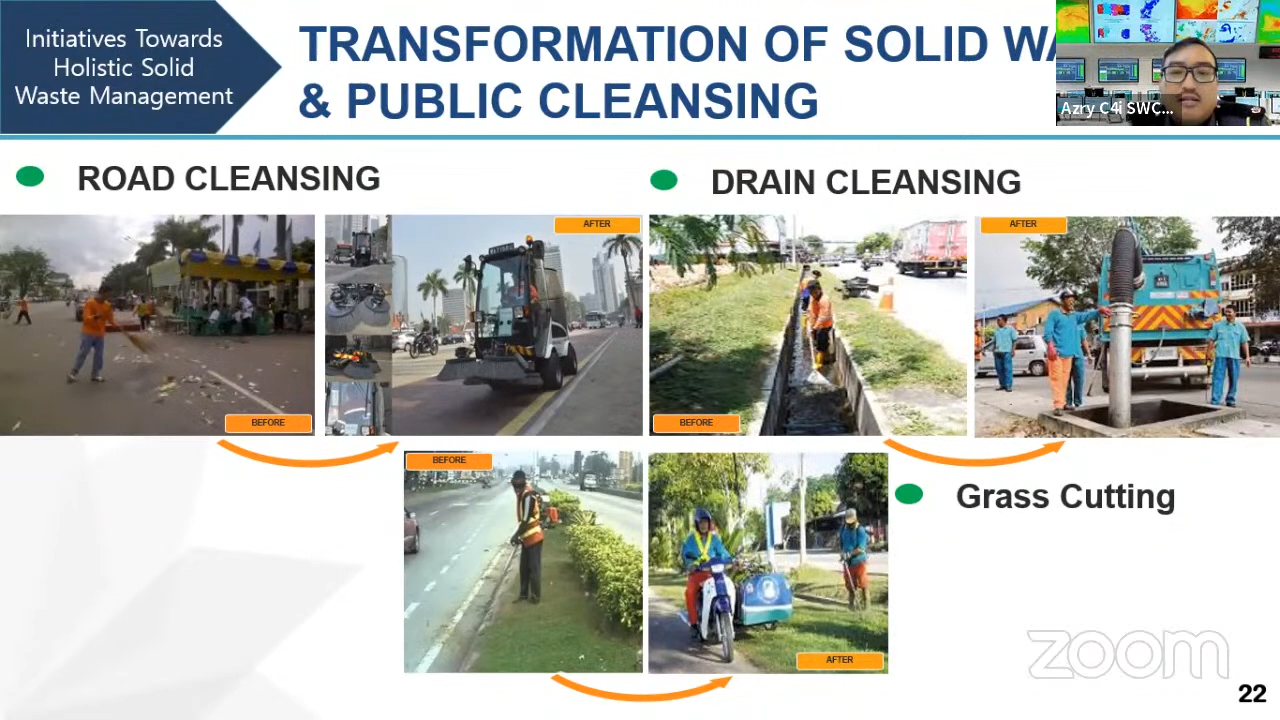 Initiatives Towards
Holistic Solid
Waste Management
TRANSFORMATION OF SOLID
& PUBLIC CLEANSING
Azry C4i SWC...
ROAD CLEANSING
DRAIN CLEANSING
BEFORE
AFTER
BEFORE
AFTER
BEFORE
AFTER
Grass Cutting
zoom
22